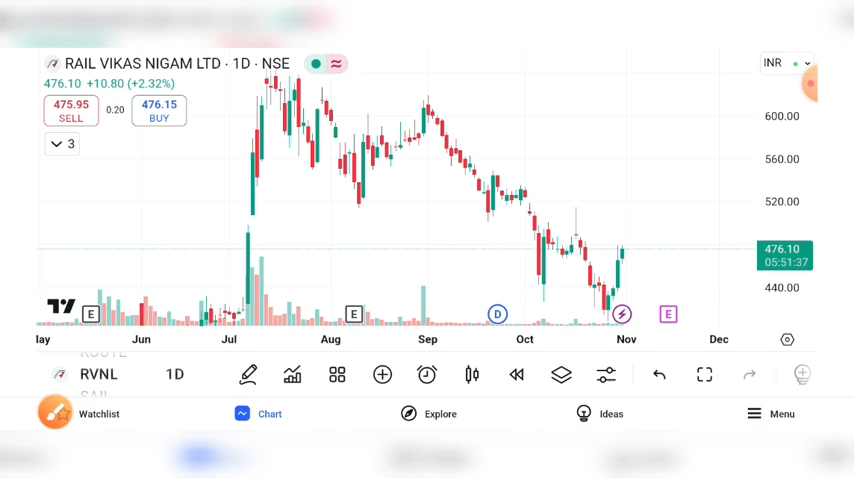 RAIL VIKAS NIGAM LTD · 1D · NSE
INR
476.10 +10.80 (+2.32%)
475.95 SELL
0.20
476.15 BUY
3
600.00
560.00
520.00
476.10
05:51:37
440.00
E
E
D
E
Jun
Jul
Aug
Sep
Oct
Nov
Dec
RVNL
1D
Watchlist
Chart
Explore
Ideas
Menu